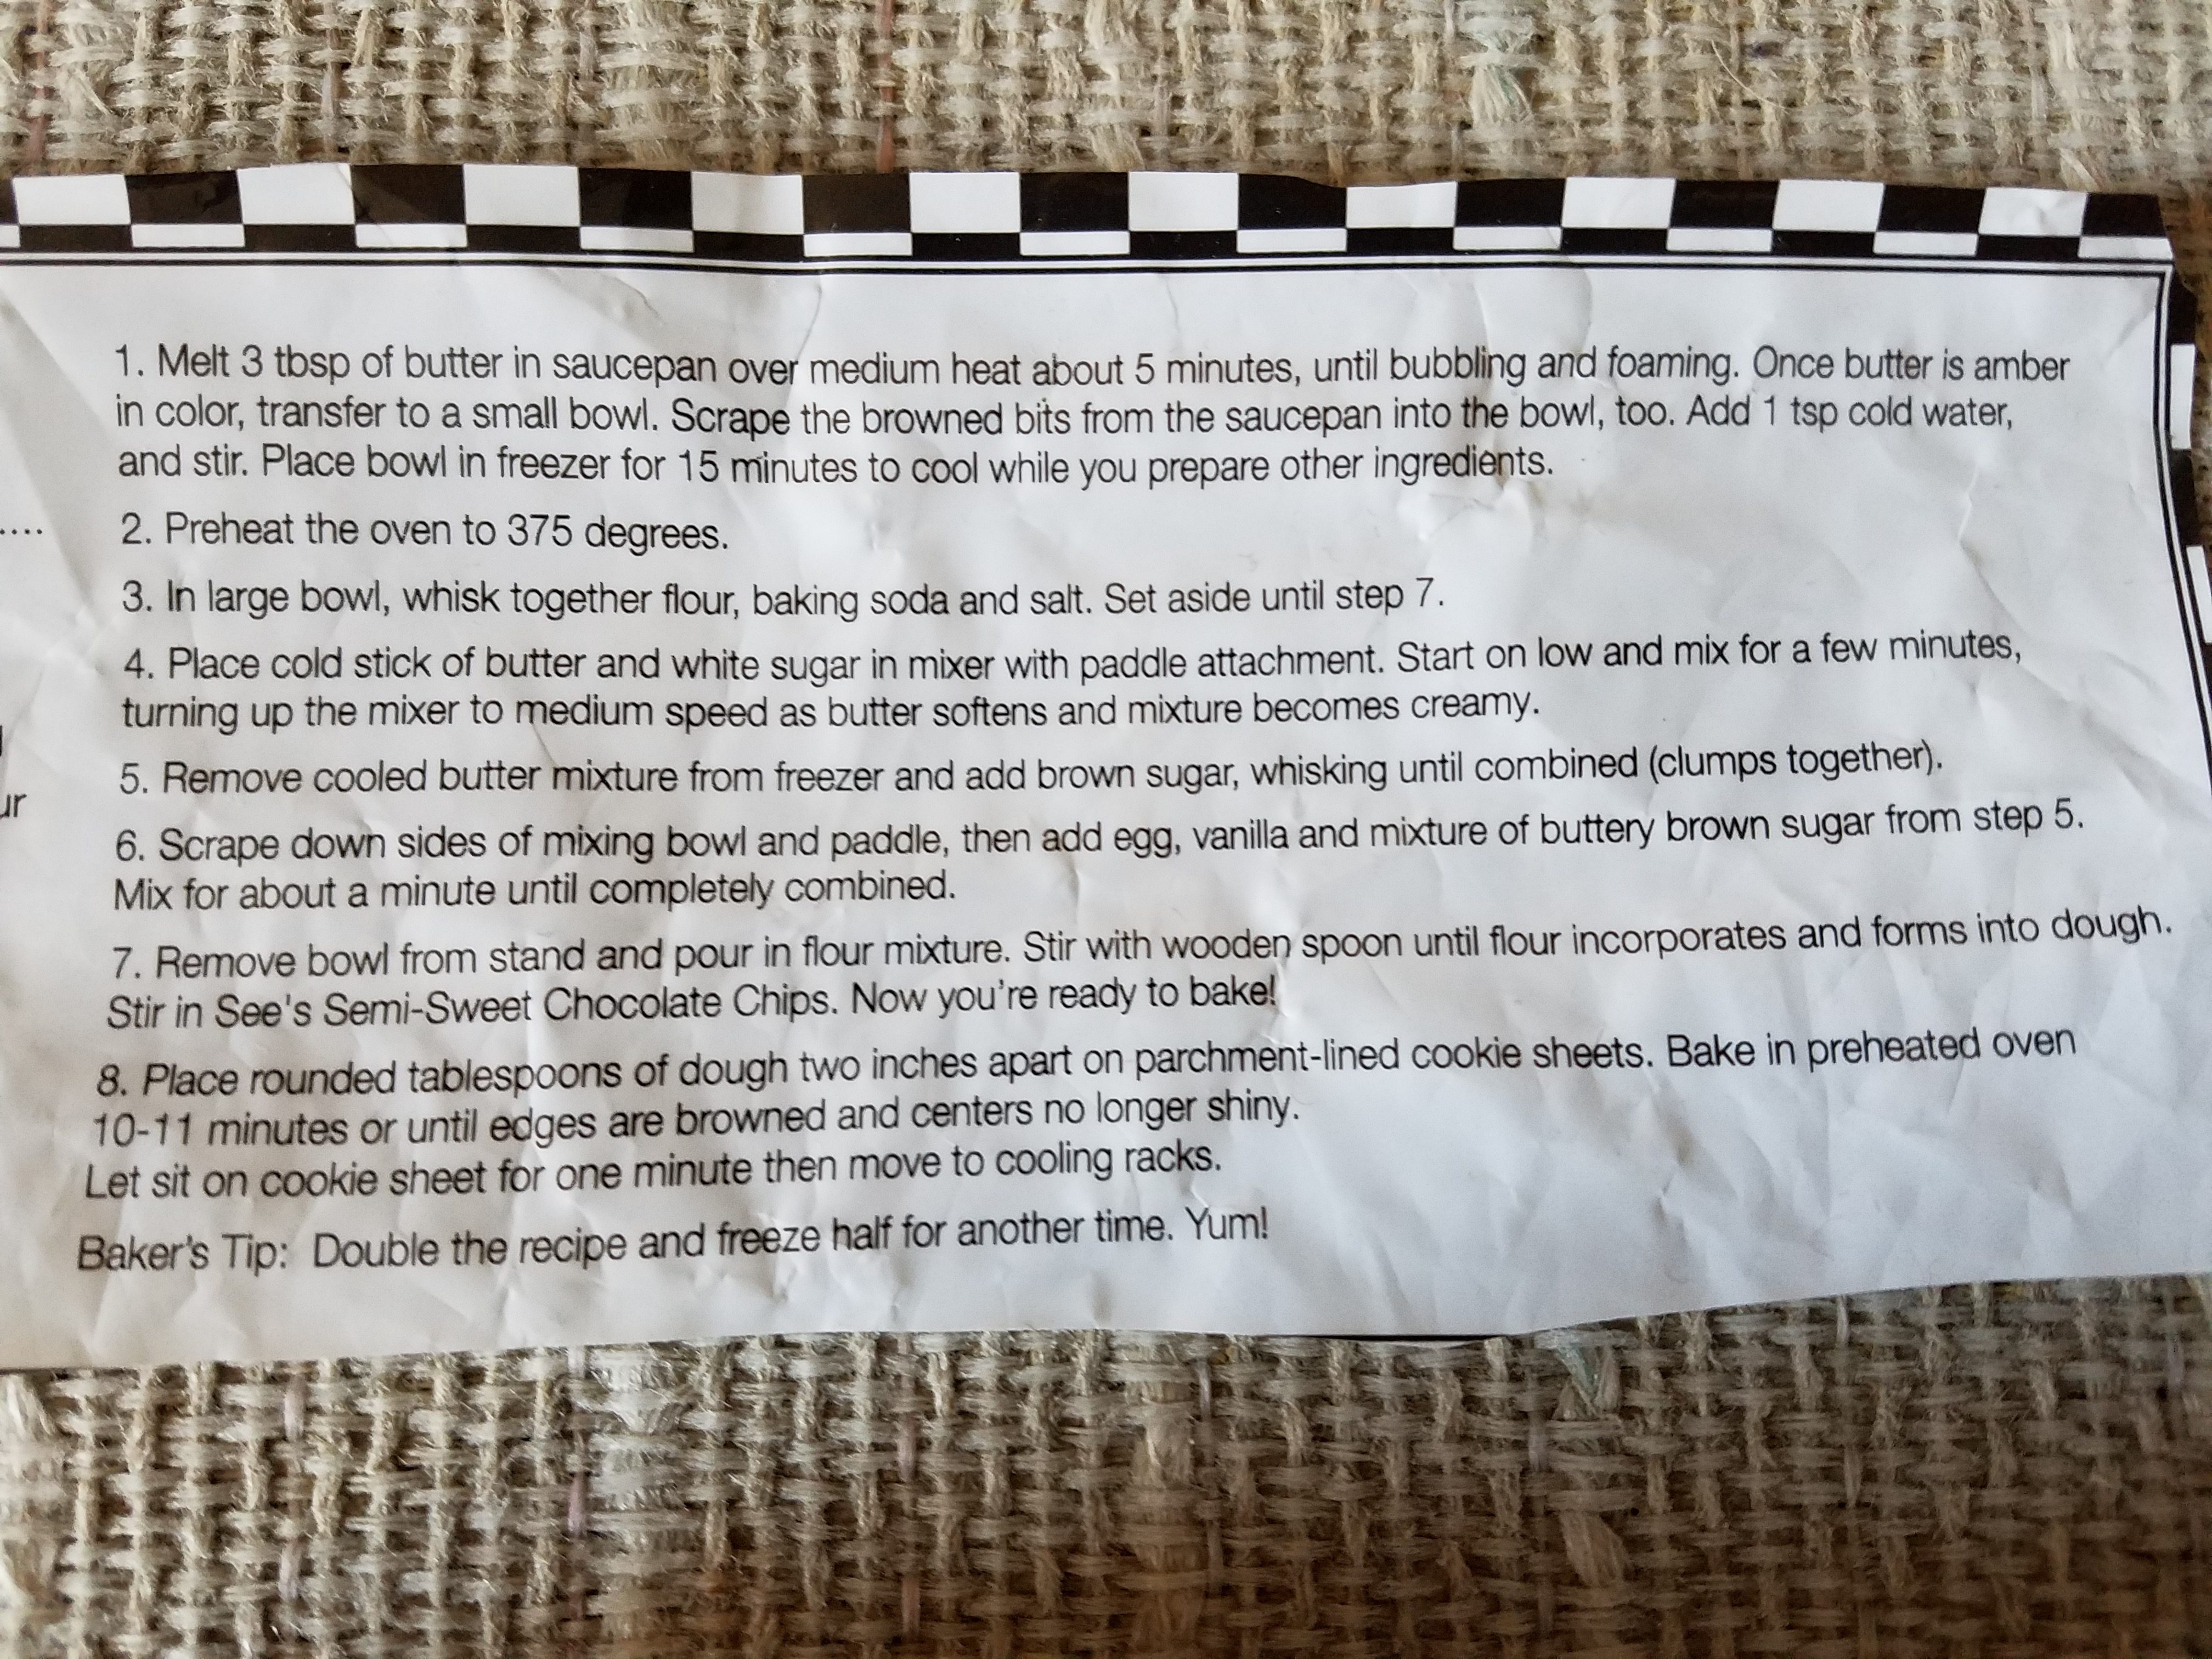 1. Melt 3 tbsp of butter in saucepan over medium heat about 5 minutes, until bubbling and foaming. Once butter is amber
in color, transfer to a small bowl. Scrape the browned bits from the saucepan into the bowl, too. Add 1 tsp cold water,
and stir. Place bowl in freezer for 15 minutes to cool while you prepare other ingredients.
....
2. Preheat the oven to 375 degrees.
3. In large bowl, whisk together flour, baking soda and salt. Set aside until step 7.
4. Place cold stick of butter and white sugar in mixer with paddle attachment. Start on low and mix for a few minutes,
turning up the mixer to medium speed as butter softens and mixture becomes creamy.
5. Remove cooled butter mixture from freezer and add brown sugar, whisking until combined (clumps together).
ur
6. Scrape down sides of mixing bowl and paddle, then add egg, vanilla and mixture of buttery brown sugar from step 5.
Mix for about a minute until completely combined.
7. Remove bowl from stand and pour in flour mixture. Stir with wooden spoon until flour incorporates and forms into dough.
Stir in See's Semi-Sweet Chocolate Chips. Now you're ready to bake!
8. Place rounded tablespoons of dough two inches apart on parchment-lined cookie sheets. Bake in preheated oven
10-11 minutes or until edges are browned and centers no longer shiny.
Let sit on cookie sheet for one minute then move to cooling racks.
Baker's Tip: Double the recipe and freeze half for another time. Yum!